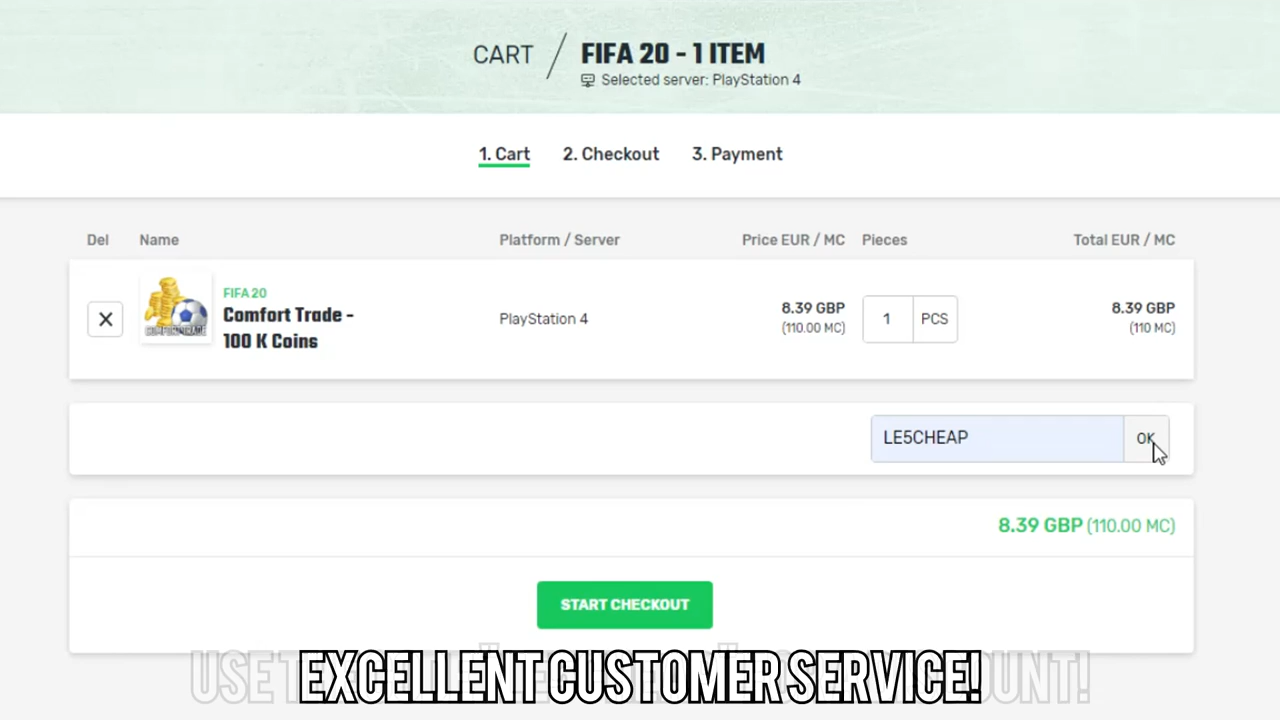 CART / FIFA 20 - 1 ITEM
Selected server: PlayStation 4
1. Cart 2. Checkout 3. Payment
Del Name Platform / Server Price EUR / MC Pieces Total EUR / MC
FIFA 20
Comfort Trade -
100 K Coins
COMFORT TRADE
PlayStation 4
8.39 GBP
(110.00 MC)
1 PCS
8.39 GBP
(110 MC)
LE5CHEAP OK
8.39 GBP (110.00 MC)
START CHECKOUT
EXCELLENT CUSTOMER SERVICE!